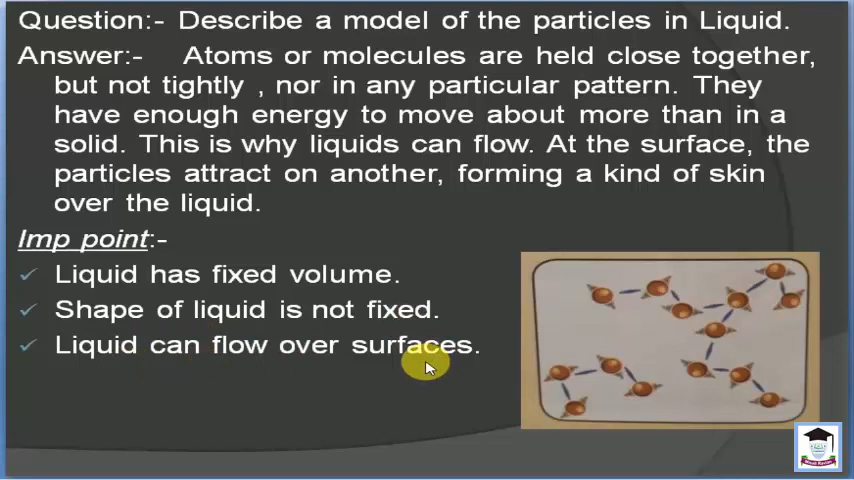 Question:- Describe a model of the particles in Liquid.
Answer:- Atoms or molecules are held close together,
but not tightly , nor in any particular pattern. They
have enough energy to move about more than in a
solid. This is why liquids can flow. At the surface, the
particles attract on another, forming a kind of skin
over the liquid.
Imp point:-
✓ Liquid has fixed volume.
✓ Shape of liquid is not fixed.
✓ Liquid can flow over surfaces.